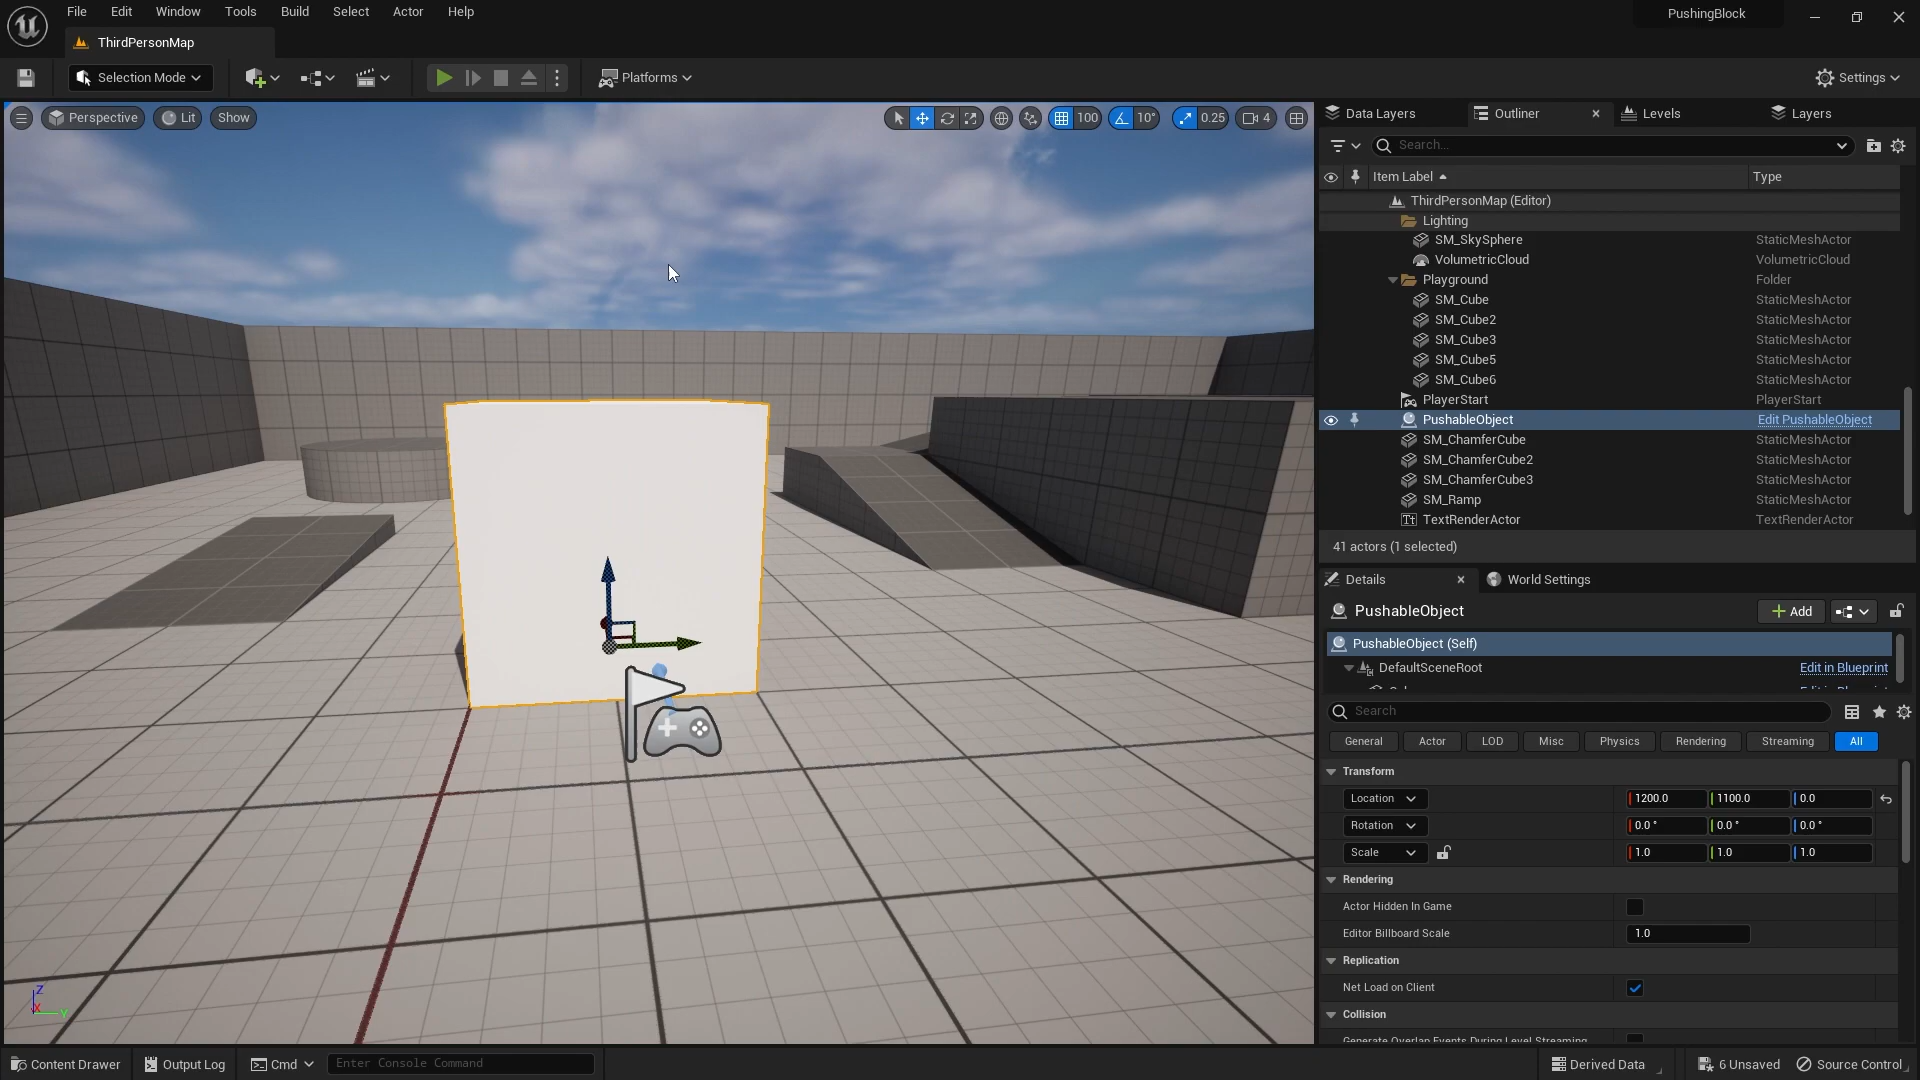 File Edit Window Tools Build Select Actor Help
PushingBlock
ThirdPersonMap
Selection Mode
Platforms
Settings
Perspective Lit Show
100 10° 0.25 4
Data Layers Outliner Levels Layers
Search...
Item Label Type
ThirdPersonMap (Editor)
Lighting
SM_SkySphere StaticMeshActor
VolumetricCloud VolumetricCloud
Playground Folder
SM_Cube StaticMeshActor
SM_Cube2 StaticMeshActor
SM_Cube3 StaticMeshActor
SM_Cube5 StaticMeshActor
SM_Cube6 StaticMeshActor
PlayerStart PlayerStart
PushableObject Edit PushableObject
SM_ChamferCube StaticMeshActor
SM_ChamferCube2 StaticMeshActor
SM_ChamferCube3 StaticMeshActor
SM_Ramp StaticMeshActor
TextRenderActor TextRenderActor
41 actors (1 selected)
Details World Settings
PushableObject Add
PushableObject (Self)
DefaultSceneRoot Edit in Blueprint
Search
General Actor LOD Misc Physics Rendering Streaming All
Transform
Location 1200.0 1100.0 0.0
Rotation 0.0 ° 0.0 ° 0.0 °
Scale 1.0 1.0 1.0
Rendering
Actor Hidden In Game
Editor Billboard Scale 1.0
Replication
Net Load on Client
Collision
Generate Overlap Events During Level Streaming
Z
X
Y
Content Drawer Output Log Cmd Enter Console Command
Derived Data 6 Unsaved Source Control